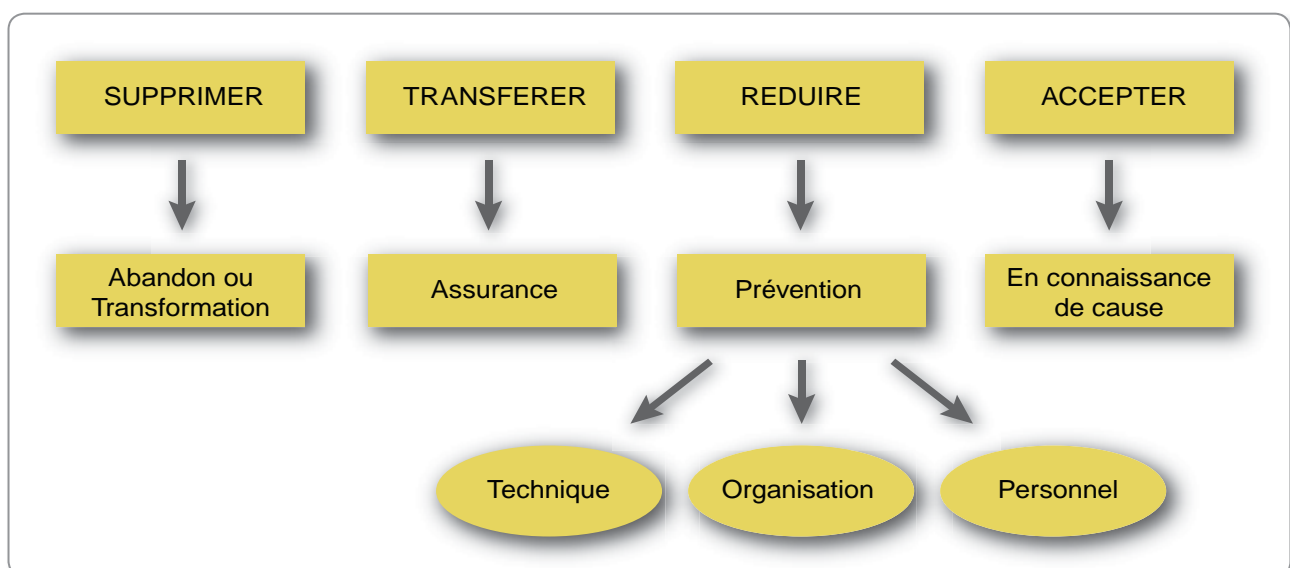 SUPPRIMER
TRANSFERER
REDUIRE
ACCEPTER
Abandon ou
Transformation
Assurance
Prévention
En connaissance
de cause
Technique
Organisation
Personnel